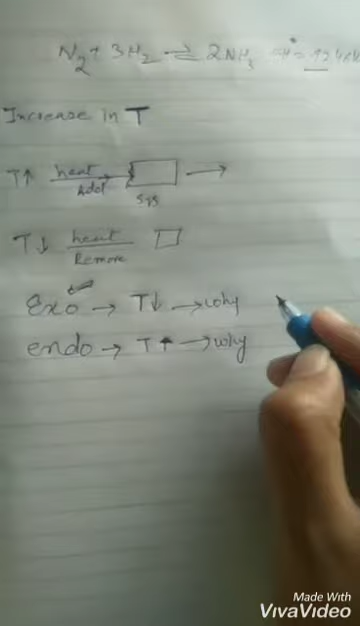 N₂ + 3H₂ ⇌ 2NH₃
Increase in T
T↑ heat Add Sys →
T↓ heat Remove
Exo → T↓ → why
endo → T↑ → why
Made With
VivaVideo